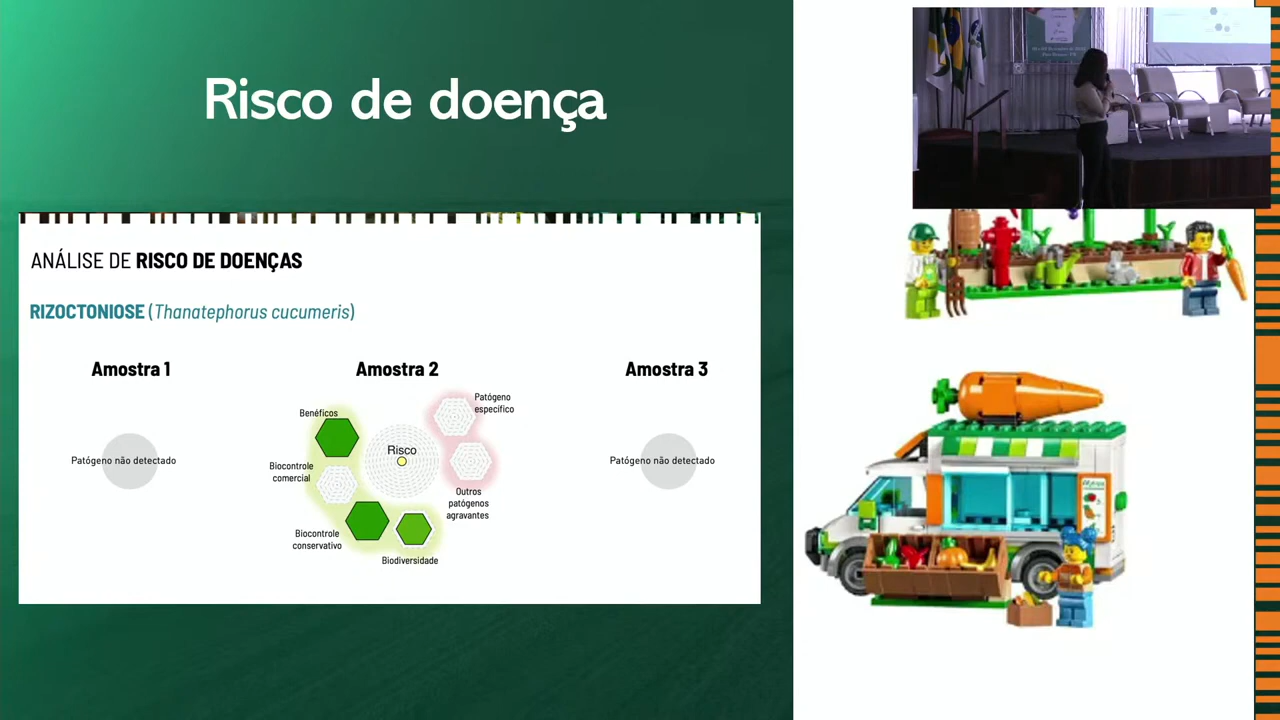 Risco de doença
ANÁLISE DE RISCO DE DOENÇAS
RIZOCTONIOSE (Thanatephorus cucumeris)
Amostra 1
Patógeno não detectado
Amostra 2
Benéficos
Biocontrole
comercial
Biocontrole
conservativo
Biodiversidade
Risco
Patógeno
específico
Outros
patógenos
agravantes
Amostra 3
Patógeno não detectado